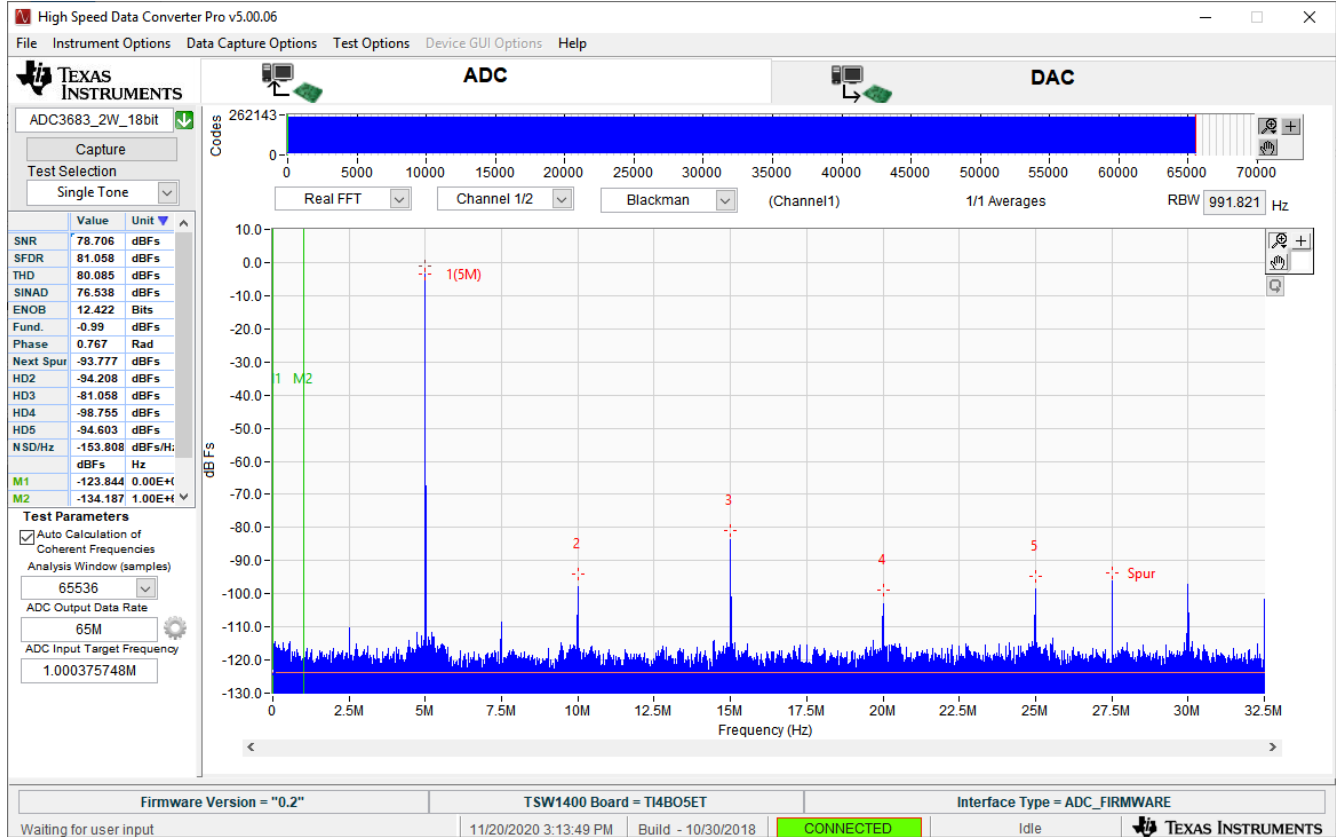 High Speed Data Converter Pro v5.00.06
File Instrument Options Data Capture Options Test Options Device GUI Options Help
TEXAS INSTRUMENTS
ADC
DAC
ADC3683_2W_18bit
Capture
Test Selection
Single Tone
Codes
262143
0
0 5000 10000 15000 20000 25000 30000 35000 40000 45000 50000 55000 60000 65000 70000
Real FFT Channel 1/2 Blackman (Channel1) 1/1 Averages RBW 991.821 Hz
Value Unit
SNR 78.706 dBFs
SFDR 81.058 dBFs
THD 80.085 dBFs
SINAD 76.538 dBFs
ENOB 12.422 Bits
Fund. -0.99 dBFs
Phase 0.767 Rad
Next Spur -93.777 dBFs
HD2 -94.208 dBFs
HD3 -81.058 dBFs
HD4 -98.755 dBFs
HD5 -94.603 dBFs
NSD/Hz -153.808 dBFs/Hz
dBFs Hz
M1 -123.844 0.00E+0
M2 -134.187 1.00E+6
Test Parameters
Auto Calculation of
Coherent Frequencies
Analysis Window (samples)
65536
ADC Output Data Rate
65M
ADC Input Target Frequency
1.000375748M
dB Fs
10.0
0.0
-10.0
-20.0
-30.0
-40.0
-50.0
-60.0
-70.0
-80.0
-90.0
-100.0
-110.0
-120.0
-130.0
1(5M)
M2
2
3
4
5
Spur
0 2.5M 5M 7.5M 10M 12.5M 15M 17.5M 20M 22.5M 25M 27.5M 30M 32.5M
Frequency (Hz)
Firmware Version = "0.2" TSW1400 Board = TI4BO5ET Interface Type = ADC_FIRMWARE
Waiting for user input 11/20/2020 3:13:49 PM Build - 10/30/2018 CONNECTED Idle TEXAS INSTRUMENTS